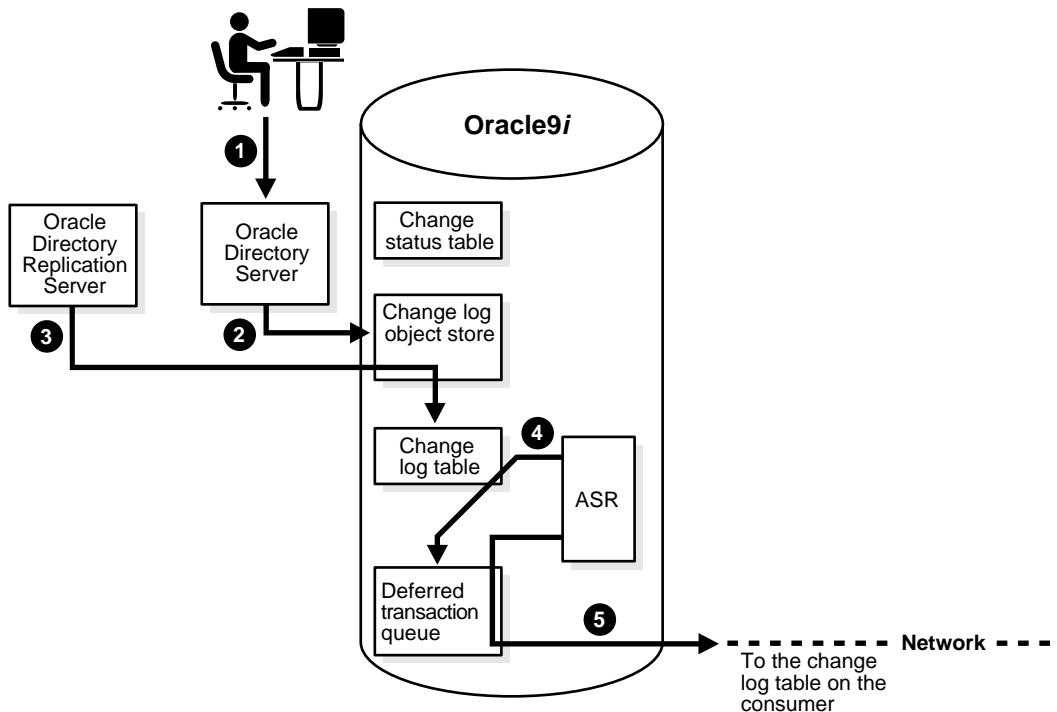 Oracle9i
1
Oracle
Directory
Replication
Server
Oracle
Directory
Server
Change
status table
3
2
Change log
object store
Change
log table
4
ASR
Deferred
transaction
queue
5
Network
To the change
log table on the
consumer